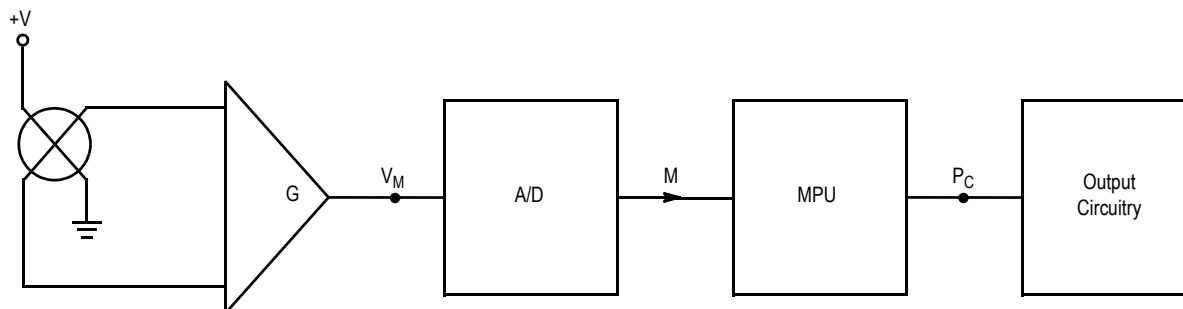 +V
G
V_M
A/D
M
MPU
P_C
Output
Circuitry